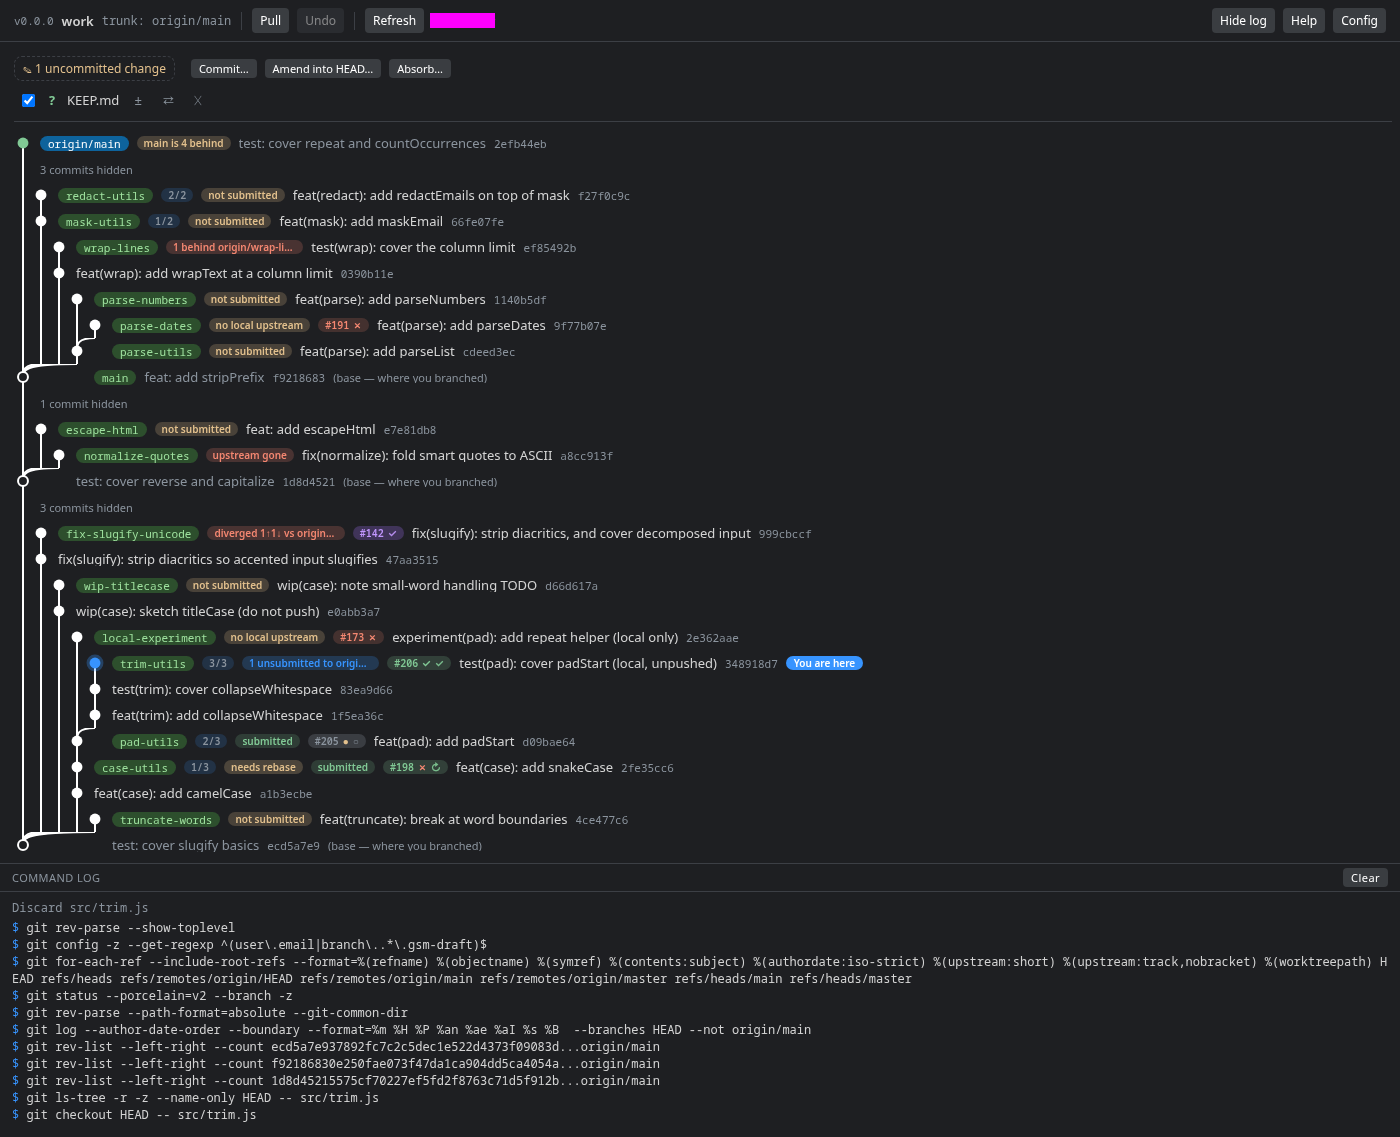 v0.0.0 work trunk: origin/main Pull Undo Refresh Hide log Help Config
✎ 1 uncommitted change Commit... Amend into HEAD... Absorb...
? KEEP.md ± ⇄ X
origin/main main is 4 behind test: cover repeat and countOccurrences 2efb44eb
3 commits hidden
redact-utils 2/2 not submitted feat(redact): add redactEmails on top of mask f27f0c9c
mask-utils 1/2 not submitted feat(mask): add maskEmail 66fe07fe
wrap-lines 1 behind origin/wrap-li... test(wrap): cover the column limit ef85492b
feat(wrap): add wrapText at a column limit 0390b11e
parse-numbers not submitted feat(parse): add parseNumbers 1140b5df
parse-dates no local upstream #191 × feat(parse): add parseDates 9f77b07e
parse-utils not submitted feat(parse): add parseList cdeed3ec
main feat: add stripPrefix f9218683 (base — where you branched)
1 commit hidden
escape-html not submitted feat: add escapeHtml e7e81db8
normalize-quotes upstream gone fix(normalize): fold smart quotes to ASCII a8cc913f
test: cover reverse and capitalize 1d8d4521 (base — where you branched)
3 commits hidden
fix-slugify-unicode diverged 1↑1↓ vs origin... #142 ✓ fix(slugify): strip diacritics, and cover decomposed input 999cbccf
fix(slugify): strip diacritics so accented input slugifies 47aa3515
wip-titlecase not submitted wip(case): note small-word handling TODO d66d617a
wip(case): sketch titleCase (do not push) e0abb3a7
local-experiment no local upstream #173 × experiment(pad): add repeat helper (local only) 2e362aae
trim-utils 3/3 1 unsubmitted to origi... #206 ✓ ✓ test(pad): cover padStart (local, unpushed) 348918d7 You are here
test(trim): cover collapseWhitespace 83ea9d66
feat(trim): add collapseWhitespace 1f5ea36c
pad-utils 2/3 submitted #205 ● ○ feat(pad): add padStart d09bae64
case-utils 1/3 needs rebase submitted #198 × ↻ feat(case): add snakeCase 2fe35cc6
feat(case): add camelCase a1b3ecbe
truncate-words not submitted feat(truncate): break at word boundaries 4ce477c6
test: cover slugify basics ecd5a7e9 (base — where you branched)
COMMAND LOG Clear
Discard src/trim.js
$ git rev-parse --show-toplevel
$ git config -z --get-regexp ^(user\.email|branch\..*\.gsm-draft)$
$ git for-each-ref --include-root-refs --format=%(refname) %(objectname) %(symref) %(contents:subject) %(authordate:iso-strict) %(upstream:short) %(upstream:track,nobracket) %(worktreepath) H
EAD refs/heads refs/remotes/origin/HEAD refs/remotes/origin/main refs/remotes/origin/master refs/heads/main refs/heads/master
$ git status --porcelain=v2 --branch -z
$ git rev-parse --path-format=absolute --git-common-dir
$ git log --author-date-order --boundary --format=%m %H %P %an %ae %aI %s %B  --branches HEAD --not origin/main
$ git rev-list --left-right --count ecd5a7e937892fc7c2c5dec1e522d4373f09083d...origin/main
$ git rev-list --left-right --count f92186830e250fae073f47da1ca904dd5ca4054a...origin/main
$ git rev-list --left-right --count 1d8d45215575cf70227ef5fd2f8763c71d5f912b...origin/main
$ git ls-tree -r -z --name-only HEAD -- src/trim.js
$ git checkout HEAD -- src/trim.js